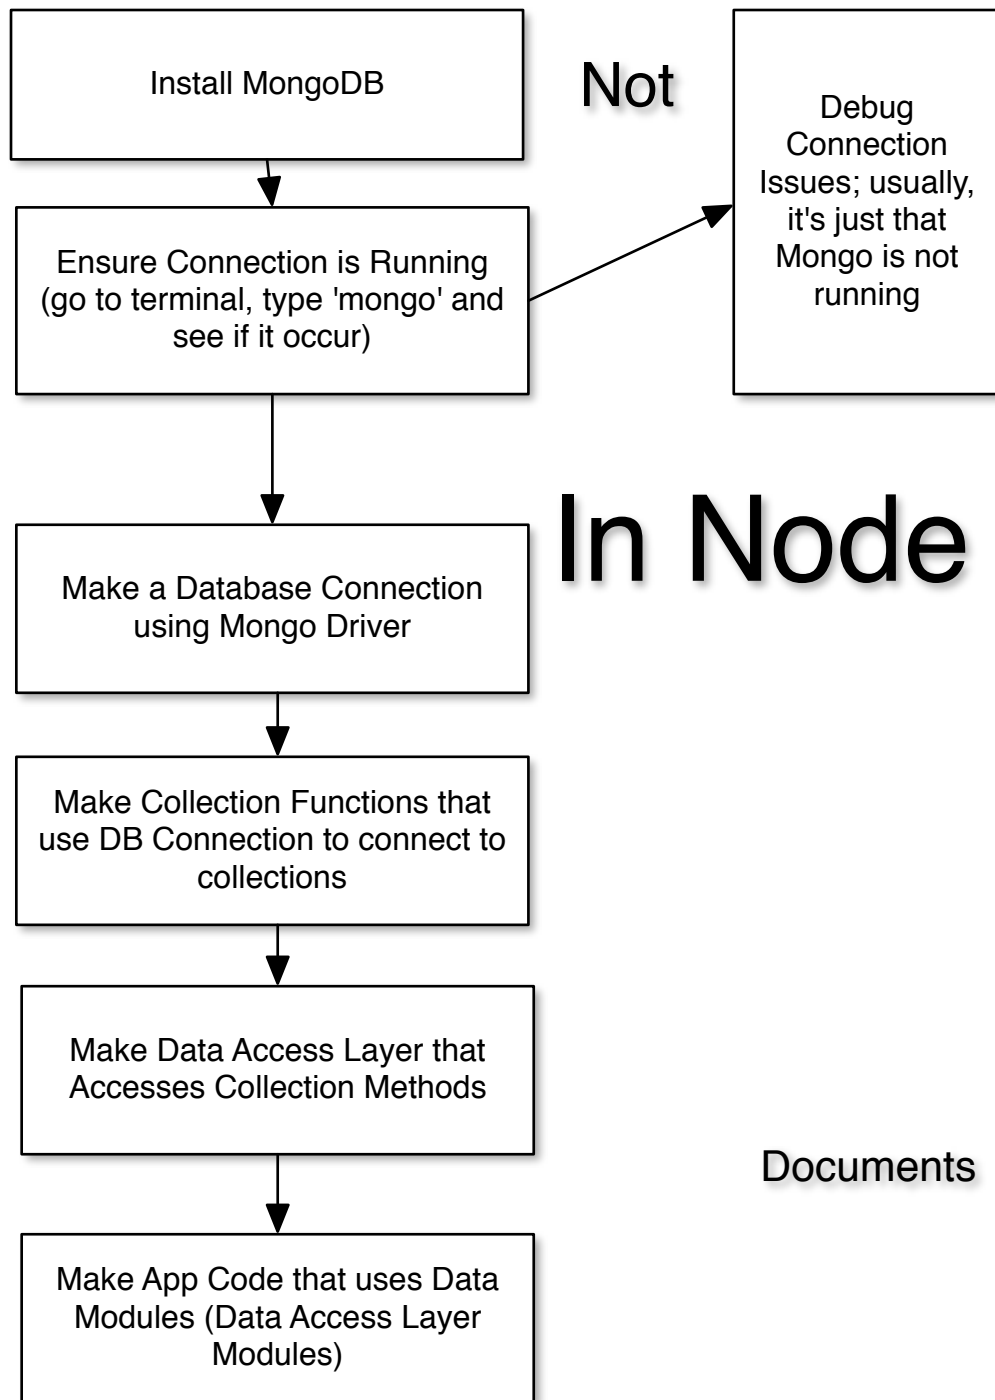 Install MongoDB
Not
Debug
Connection
Issues; usually,
it's just that
Mongo is not
running
Ensure Connection is Running
(go to terminal, type 'mongo' and
see if it occur)
In Node
Make a Database Connection
using Mongo Driver
Make Collection Functions that
use DB Connection to connect to
collections
Make Data Access Layer that
Accesses Collection Methods
Documents
Make App Code that uses Data
Modules (Data Access Layer
Modules)